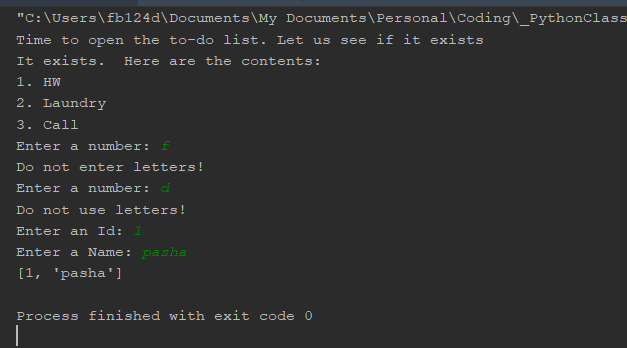 "C:\Users\fb124d\Documents\My Documents\Personal\Coding\_PythonClass
Time to open the to-do list. Let us see if it exists
It exists.  Here are the contents:
1. HW
2. Laundry
3. Call
Enter a number: f
Do not enter letters!
Enter a number: d
Do not use letters!
Enter an Id: 1
Enter a Name: pasha
[1, 'pasha']
Process finished with exit code 0